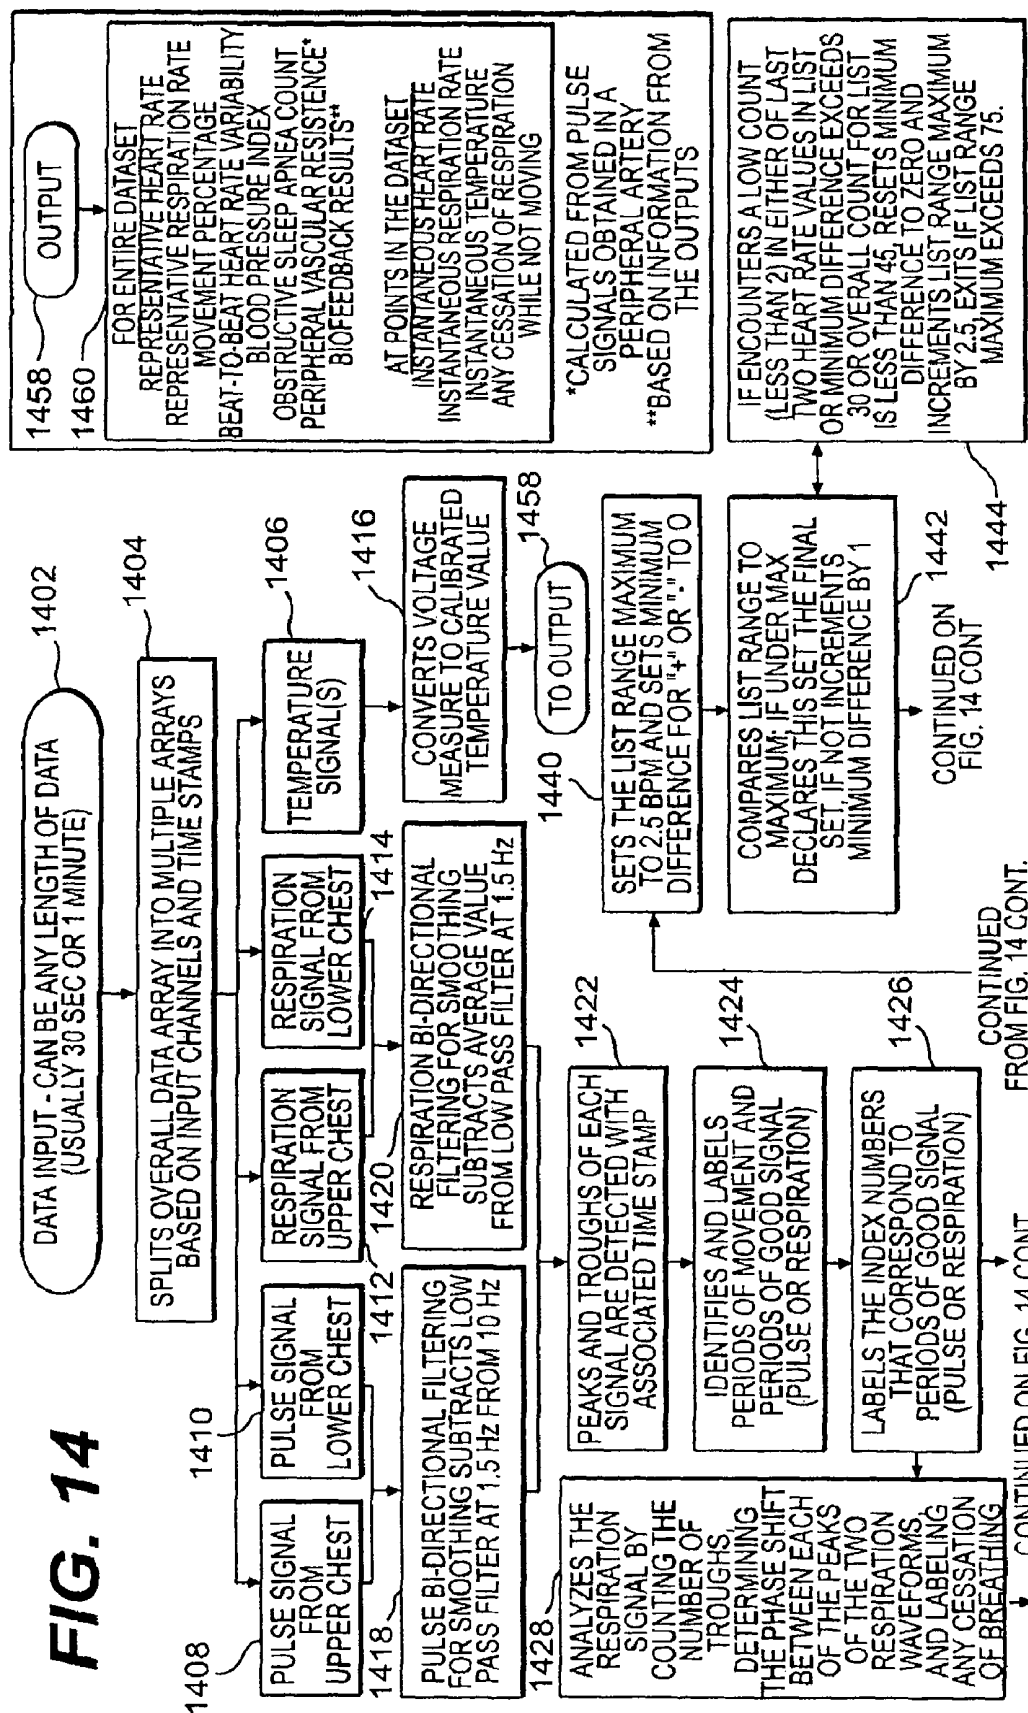 FIG. 14
DATA INPUT - CAN BE ANY LENGTH OF DATA
(USUALLY 30 SEC OR 1 MINUTE)
1402
SPLITS OVERALL DATA ARRAY INTO MULTIPLE ARRAYS
BASED ON INPUT CHANNELS AND TIME STAMPS
1404
PULSE SIGNAL
FROM
UPPER CHEST
1408
PULSE SIGNAL
FROM
LOWER CHEST
1410
RESPIRATION
SIGNAL FROM
UPPER CHEST
1412
RESPIRATION
SIGNAL FROM
LOWER CHEST
1414
TEMPERATURE
SIGNAL(S)
1406
PULSE BI-DIRECTIONAL FILTERING
FOR SMOOTHING SUBTRACTS LOW
PASS FILTER AT 1.5 Hz FROM 10 Hz
1418
RESPIRATION BI-DIRECTIONAL
FILTERING FOR SMOOTHING
SUBTRACTS AVERAGE VALUE
FROM LOW PASS FILTER AT 1.5 Hz
1420
CONVERTS VOLTAGE
MEASURE TO CALIBRATED
TEMPERATURE VALUE
1416
TO OUTPUT
1458
PEAKS AND TROUGHS OF EACH
SIGNAL ARE DETECTED WITH
ASSOCIATED TIME STAMP
1422
IDENTIFIES AND LABELS
PERIODS OF MOVEMENT AND
PERIODS OF GOOD SIGNAL
(PULSE OR RESPIRATION)
1424
LABELS THE INDEX NUMBERS
THAT CORRESPOND TO
PERIODS OF GOOD SIGNAL
(PULSE OR RESPIRATION)
1426
1428
ANALYZES THE
RESPIRATION
SIGNAL BY
COUNTING THE
NUMBER OF
TROUGHS,
DETERMINING
THE PHASE SHIFT
BETWEEN EACH
OF THE PEAKS
OF THE TWO
RESPIRATION
WAVEFORMS,
AND LABELING
ANY CESSATION
OF BREATHING
CONTINUED ON FIG. 14 CONT
CONTINUED
FROM FIG. 14 CONT.
1440
SETS THE LIST RANGE MAXIMUM
TO 2.5 BPM AND SETS MINIMUM
DIFFERENCE FOR "+" OR "-" TO 0
COMPARES LIST RANGE TO
MAXIMUM; IF UNDER MAX
DECLARES THIS SET THE FINAL
SET, IF NOT INCREMENTS
MINIMUM DIFFERENCE BY 1
1442
CONTINUED ON
FIG. 14 CONT
1458
OUTPUT
1460
FOR ENTIRE DATASET
REPRESENTATIVE HEART RATE
REPRESENTATIVE RESPIRATION RATE
MOVEMENT PERCENTAGE
BEAT-TO-BEAT HEART RATE VARIABILITY
BLOOD PRESSURE INDEX
OBSTRUCTIVE SLEEP APNEA COUNT
PERIPHERAL VASCULAR RESISTENCE*
BIOFEEDBACK RESULTS**
AT POINTS IN THE DATASET
INSTANTANEOUS HEART RATE
INSTANTANEOUS RESPIRATION RATE
INSTANTANEOUS TEMPERATURE
ANY CESSATION OF RESPIRATION
WHILE NOT MOVING
*CALCULATED FROM PULSE
SIGNALS OBTAINED IN A
PERIPHERAL ARTERY
**BASED ON INFORMATION FROM
THE OUTPUTS
IF ENCOUNTERS A LOW COUNT
(LESS THAN 2) IN EITHER OF LAST
TWO HEART RATE VALUES IN LIST
OR MINIMUM DIFFERENCE EXCEEDS
30 OR OVERALL COUNT FOR LIST
IS LESS THAN 45, RESETS MINIMUM
DIFFERENCE TO ZERO AND
INCREMENTS LIST RANGE MAXIMUM
BY 2.5, EXITS IF LIST RANGE
MAXIMUM EXCEEDS 75.
1444